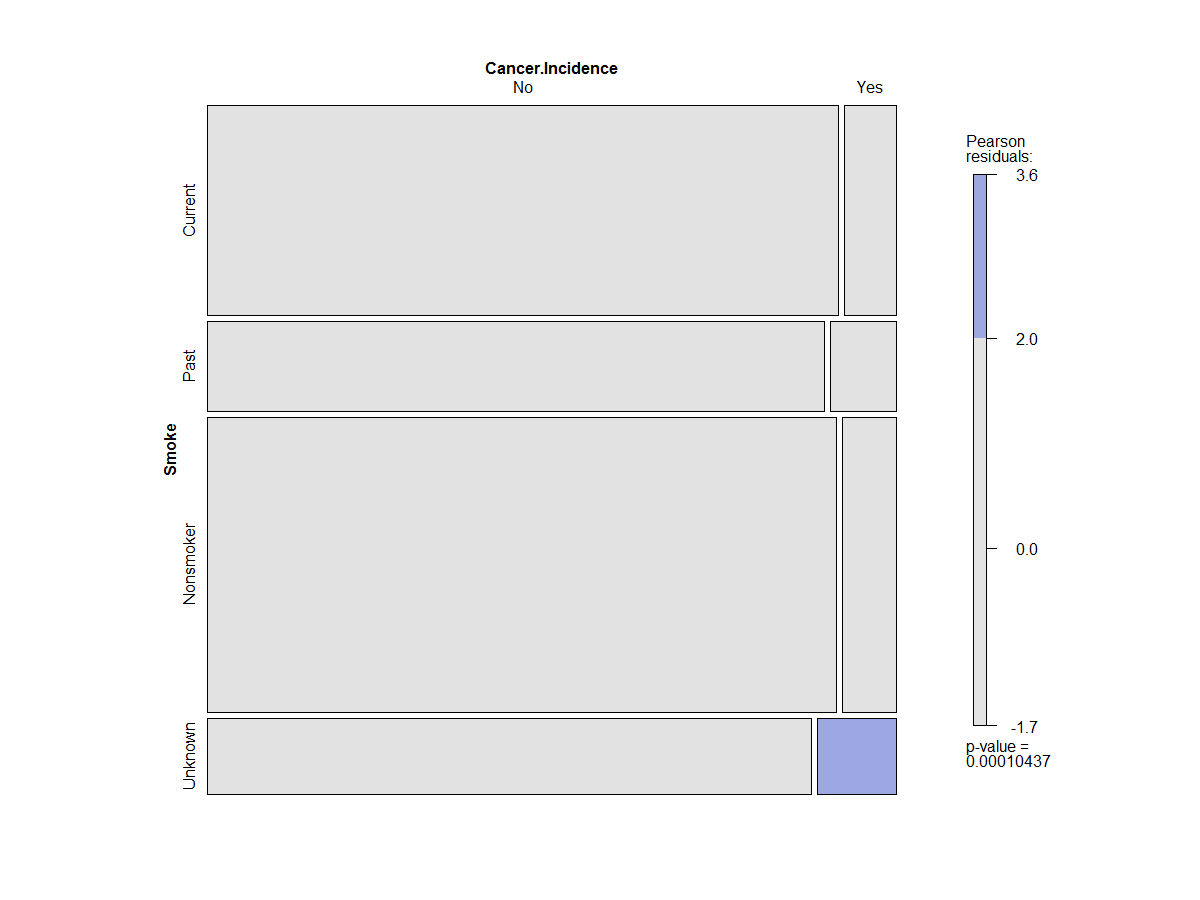 Cancer.Incidence
No Yes
Smoke
Current
Past
Nonsmoker
Unknown
Pearson
residuals:
3.6
2.0
0.0
-1.7
p-value =
0.00010437